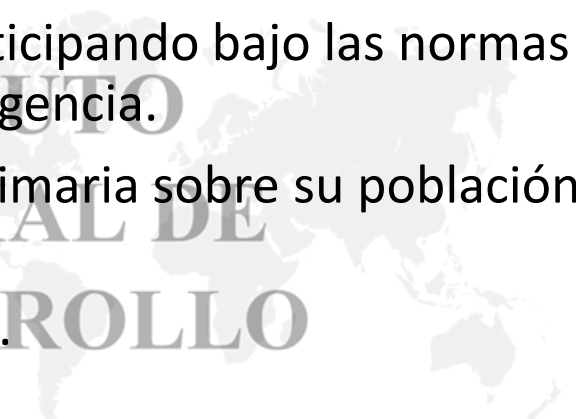 ticipando bajo las normas
gencia.
UTO
imaria sobre su población
AL DE
.
ROLLO